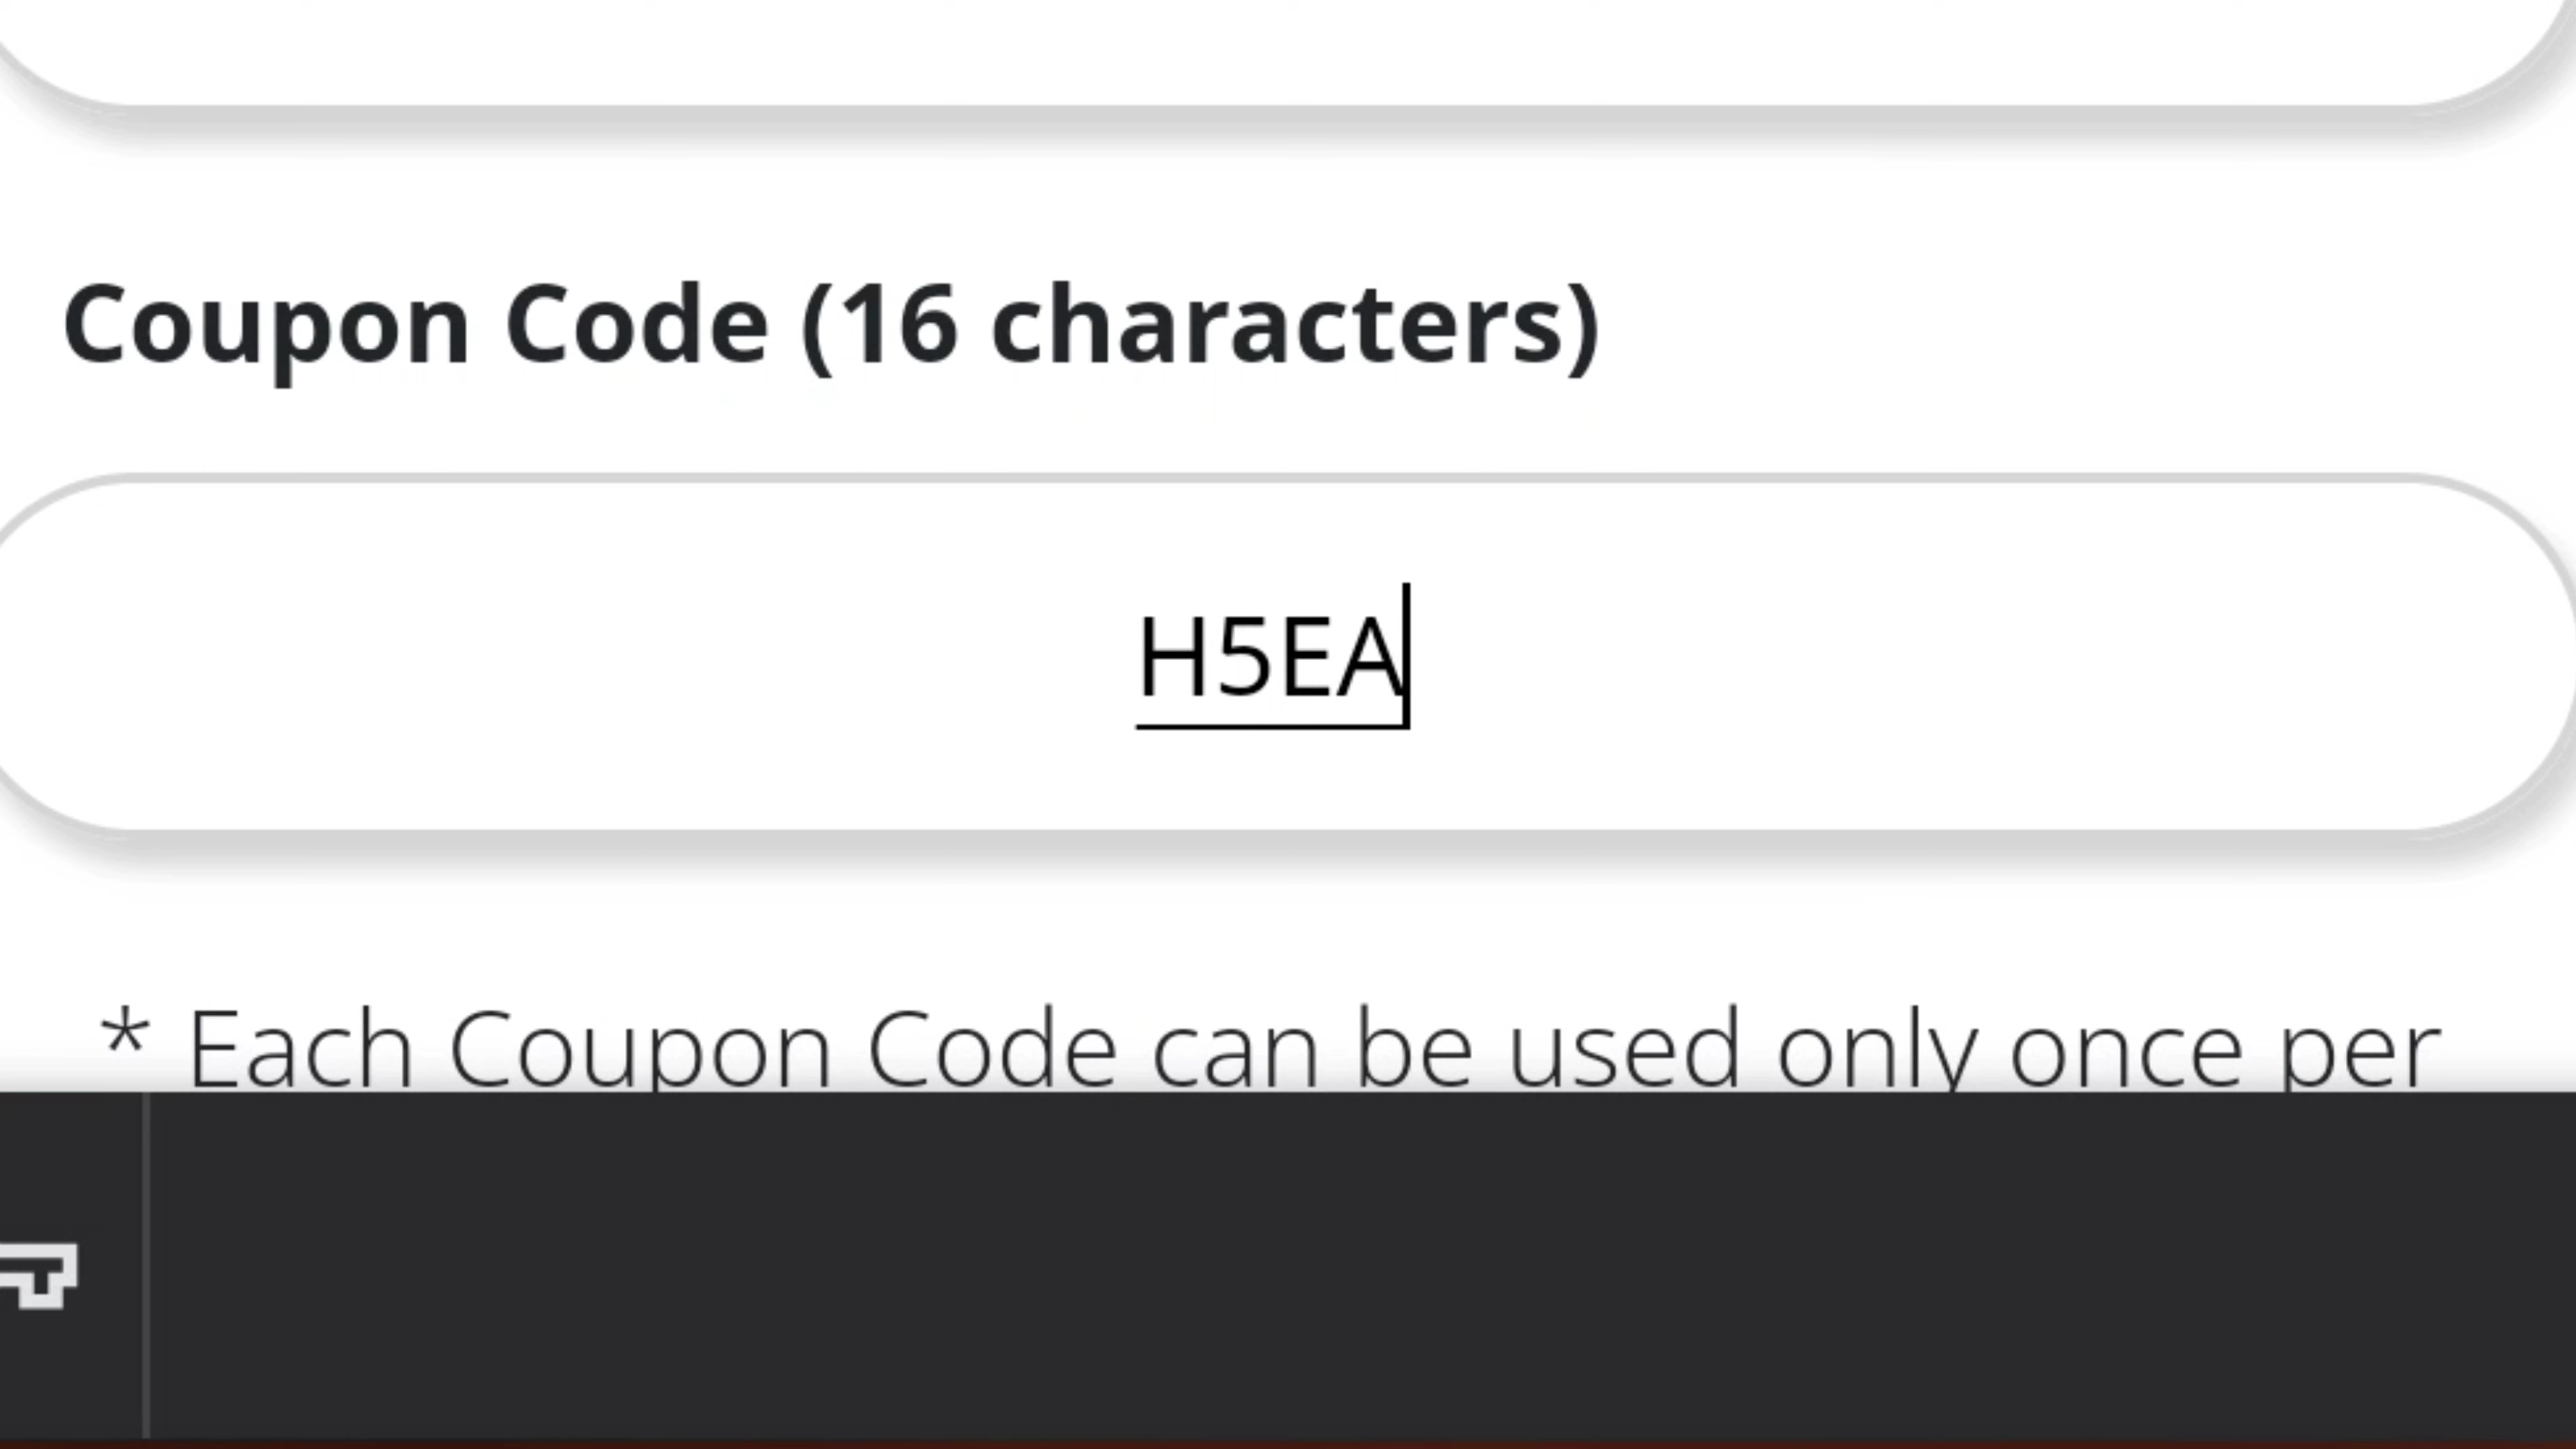 Coupon Code (16 characters)
H5EA
* Each Coupon Code can be used only once per